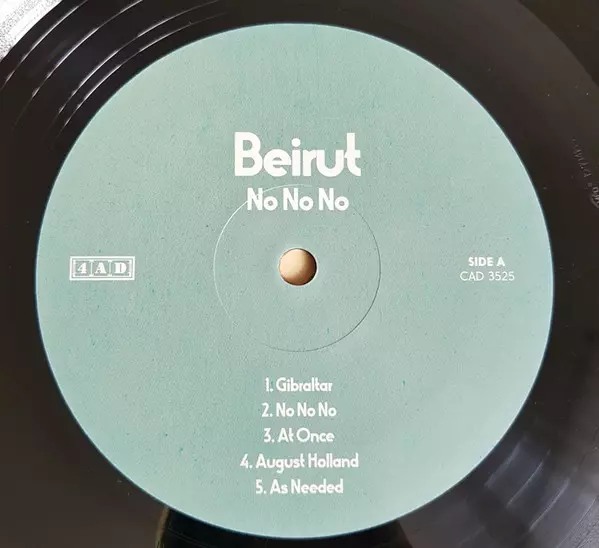 Beirut
No No No
4AD
SIDE A
CAD 3525
1. Gibraltar
2. No No No
3. At Once
4. August Holland
5. As Needed